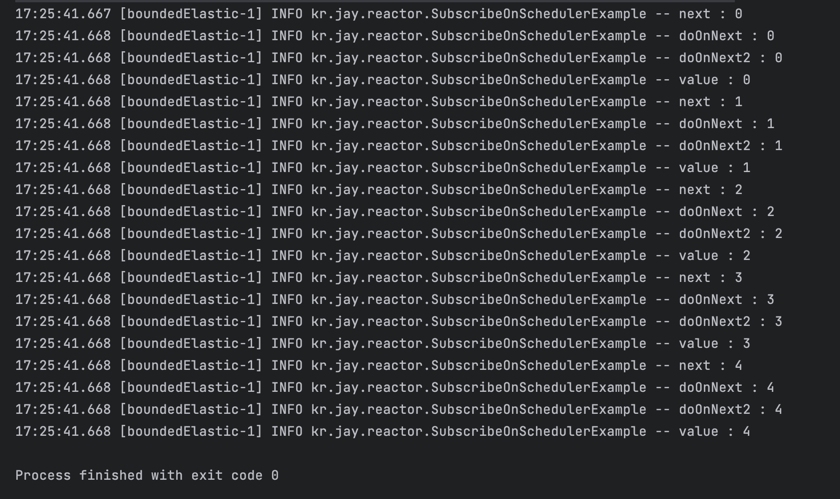 17:25:41.667 [boundedElastic-1] INFO kr.jay.reactor.SubscribeOnSchedulerExample -- next : 0
17:25:41.668 [boundedElastic-1] INFO kr.jay.reactor.SubscribeOnSchedulerExample -- doOnNext : 0
17:25:41.668 [boundedElastic-1] INFO kr.jay.reactor.SubscribeOnSchedulerExample -- doOnNext2 : 0
17:25:41.668 [boundedElastic-1] INFO kr.jay.reactor.SubscribeOnSchedulerExample -- value : 0
17:25:41.668 [boundedElastic-1] INFO kr.jay.reactor.SubscribeOnSchedulerExample -- next : 1
17:25:41.668 [boundedElastic-1] INFO kr.jay.reactor.SubscribeOnSchedulerExample -- doOnNext : 1
17:25:41.668 [boundedElastic-1] INFO kr.jay.reactor.SubscribeOnSchedulerExample -- doOnNext2 : 1
17:25:41.668 [boundedElastic-1] INFO kr.jay.reactor.SubscribeOnSchedulerExample -- value : 1
17:25:41.668 [boundedElastic-1] INFO kr.jay.reactor.SubscribeOnSchedulerExample -- next : 2
17:25:41.668 [boundedElastic-1] INFO kr.jay.reactor.SubscribeOnSchedulerExample -- doOnNext : 2
17:25:41.668 [boundedElastic-1] INFO kr.jay.reactor.SubscribeOnSchedulerExample -- doOnNext2 : 2
17:25:41.668 [boundedElastic-1] INFO kr.jay.reactor.SubscribeOnSchedulerExample -- value : 2
17:25:41.668 [boundedElastic-1] INFO kr.jay.reactor.SubscribeOnSchedulerExample -- next : 3
17:25:41.668 [boundedElastic-1] INFO kr.jay.reactor.SubscribeOnSchedulerExample -- doOnNext : 3
17:25:41.668 [boundedElastic-1] INFO kr.jay.reactor.SubscribeOnSchedulerExample -- doOnNext2 : 3
17:25:41.668 [boundedElastic-1] INFO kr.jay.reactor.SubscribeOnSchedulerExample -- value : 3
17:25:41.668 [boundedElastic-1] INFO kr.jay.reactor.SubscribeOnSchedulerExample -- next : 4
17:25:41.668 [boundedElastic-1] INFO kr.jay.reactor.SubscribeOnSchedulerExample -- doOnNext : 4
17:25:41.668 [boundedElastic-1] INFO kr.jay.reactor.SubscribeOnSchedulerExample -- doOnNext2 : 4
17:25:41.668 [boundedElastic-1] INFO kr.jay.reactor.SubscribeOnSchedulerExample -- value : 4
Process finished with exit code 0